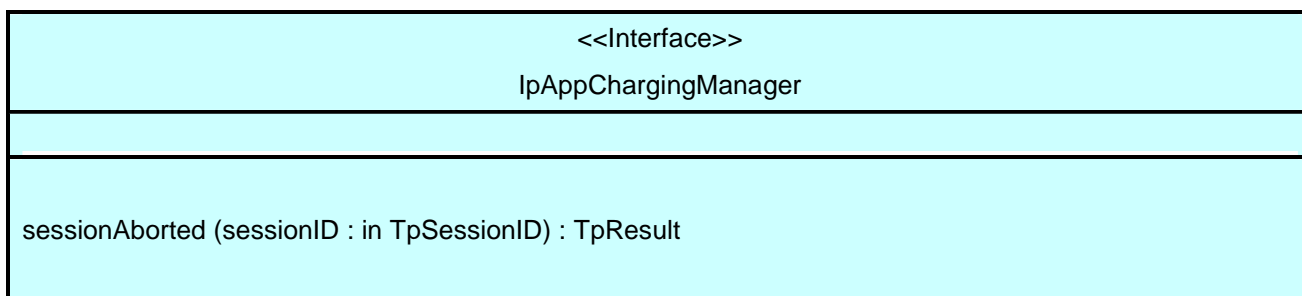 <<Interface>>
IpAppChargingManager
sessionAborted (sessionID : in TpSessionID) : TpResult